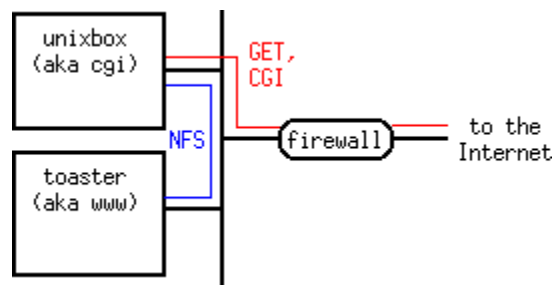 unixbox
(aka cgi)
GET,
CGI
NFS
firewall
to the
Internet
toaster
(aka www)